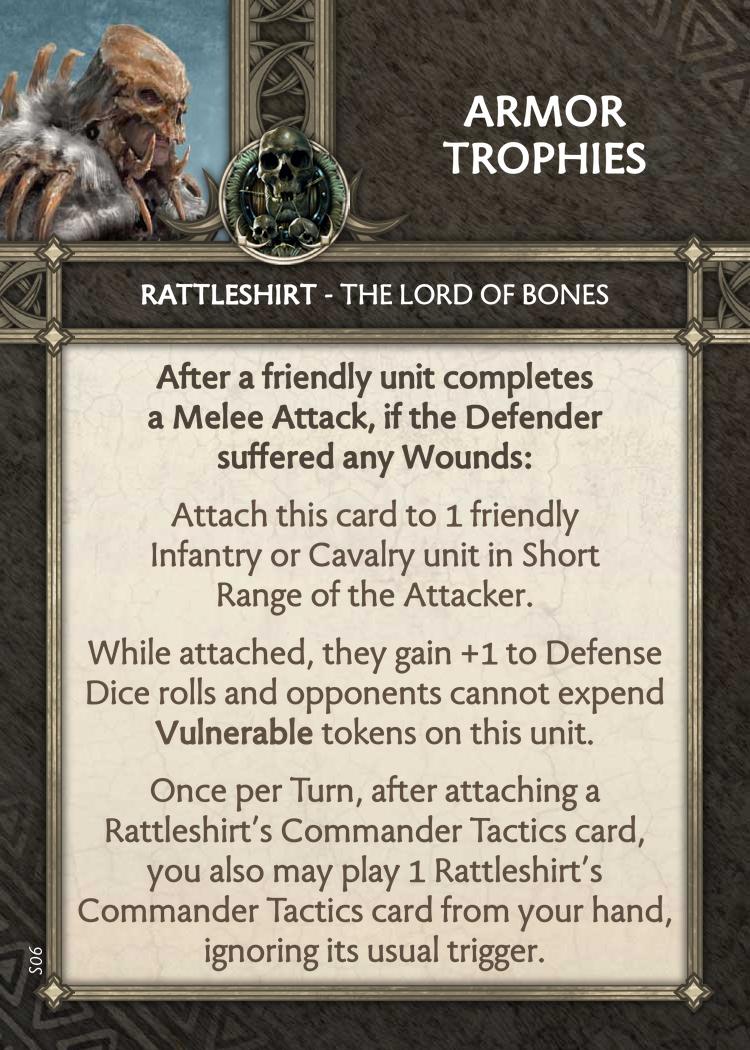 ARMOR
TROPHIES
RATTLESHIRT - THE LORD OF BONES
After a friendly unit completes
a Melee Attack, if the Defender
suffered any Wounds:
Attach this card to 1 friendly
Infantry or Cavalry unit in Short
Range of the Attacker.
While attached, they gain +1 to Defense
Dice rolls and opponents cannot expend
Vulnerable tokens on this unit.
Once per Turn, after attaching a
Rattleshirt's Commander Tactics card,
you also may play 1 Rattleshirt's
Commander Tactics card from your hand,
ignoring its usual trigger.
S06